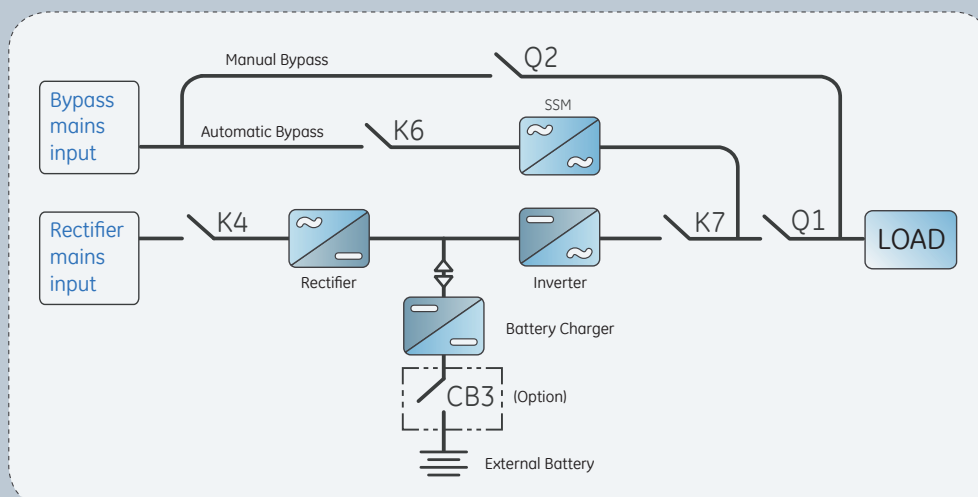 Manual Bypass
Q2
Bypass
mains
input
SSM
Automatic Bypass
K6
Rectifier
mains
input
K4
K7
Q1
LOAD
Rectifier
Inverter
Battery Charger
CB3
(Option)
External Battery